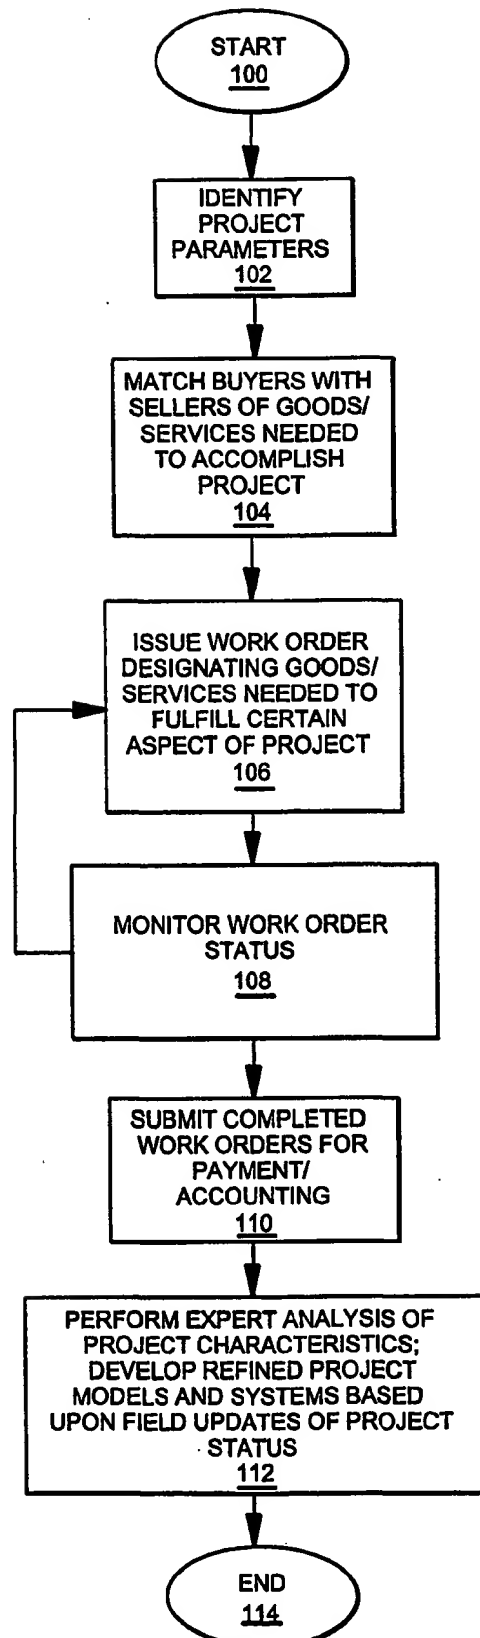 START
100
IDENTIFY
PROJECT
PARAMETERS
102
MATCH BUYERS WITH
SELLERS OF GOODS/
SERVICES NEEDED
TO ACCOMPLISH
PROJECT
104
ISSUE WORK ORDER
DESIGNATING GOODS/
SERVICES NEEDED TO
FULFILL CERTAIN
ASPECT OF PROJECT
106
MONITOR WORK ORDER
STATUS
108
SUBMIT COMPLETED
WORK ORDERS FOR
PAYMENT/
ACCOUNTING
110
PERFORM EXPERT ANALYSIS OF
PROJECT CHARACTERISTICS;
DEVELOP REFINED PROJECT
MODELS AND SYSTEMS BASED
UPON FIELD UPDATES OF PROJECT
STATUS
112
END
114